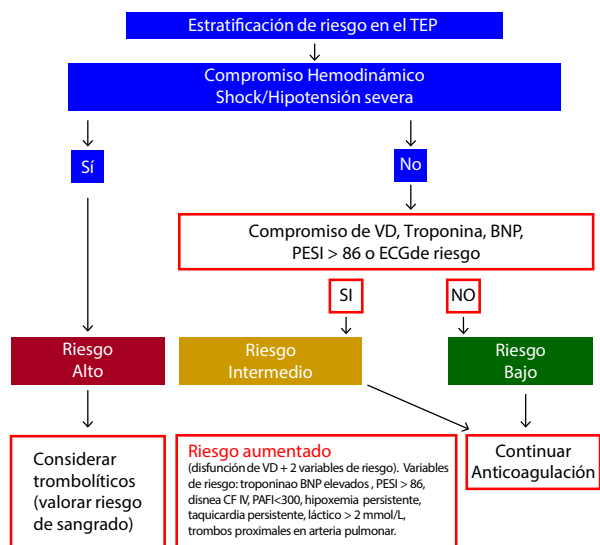 Estratificación de riesgo en el TEP
Compromiso Hemodinámico
Shock/Hipotensión severa
Sí
No
Compromiso de VD, Troponina, BNP,
PESI > 86 o ECGde riesgo
SI
NO
Riesgo
Alto
Riesgo
Intermedio
Riesgo
Bajo
Considerar
trombolíticos
(valorar riesgo
de sangrado)
Riesgo aumentado
(disfunción de VD + 2 variables de riesgo). Variables
de riesgo: troponinao BNP elevados , PESI > 86,
disnea CF IV, PAFI<300, hipoxemia persistente,
taquicardia persistente, láctico > 2 mmol/L,
trombos proximales en arteria pulmonar.
Continuar
Anticoagulación